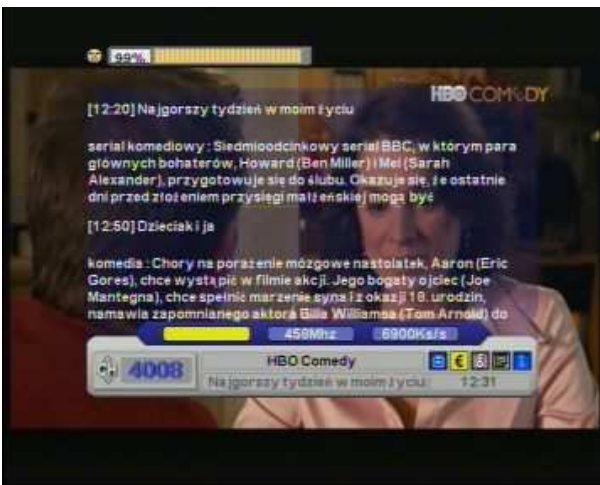 99%
HBO COMEDY
[12:20] Najgorszy tydzień w moim życiu
serial komediowy : Siedmioodcinkowy serial BBC, w którym para
głównych bohaterów, Howard (Ben Miller) i Mel (Sarah
Alexander), przygotowuje się do ślubu. Okazuje się, że ostatnie
dni przed złożeniem przysięgi małżeńskiej mogą być
[12:50] Dzieciak i ja
komedia : Chory na porażenie mózgowe nastolatek, Aaron (Eric
Gores), chce wystąpić w filmie akcji. Jego bogaty ojciec (Joe
Mantegna), chce spełnić marzenie syna i z okazji 18. urodzin,
namawia zapomnianego aktora Billa Williamsa (Tom Arnold) do
458Mhz 6900Ks/s
4008 HBO Comedy
Najgorszy tydzień w moim życiu 12:31